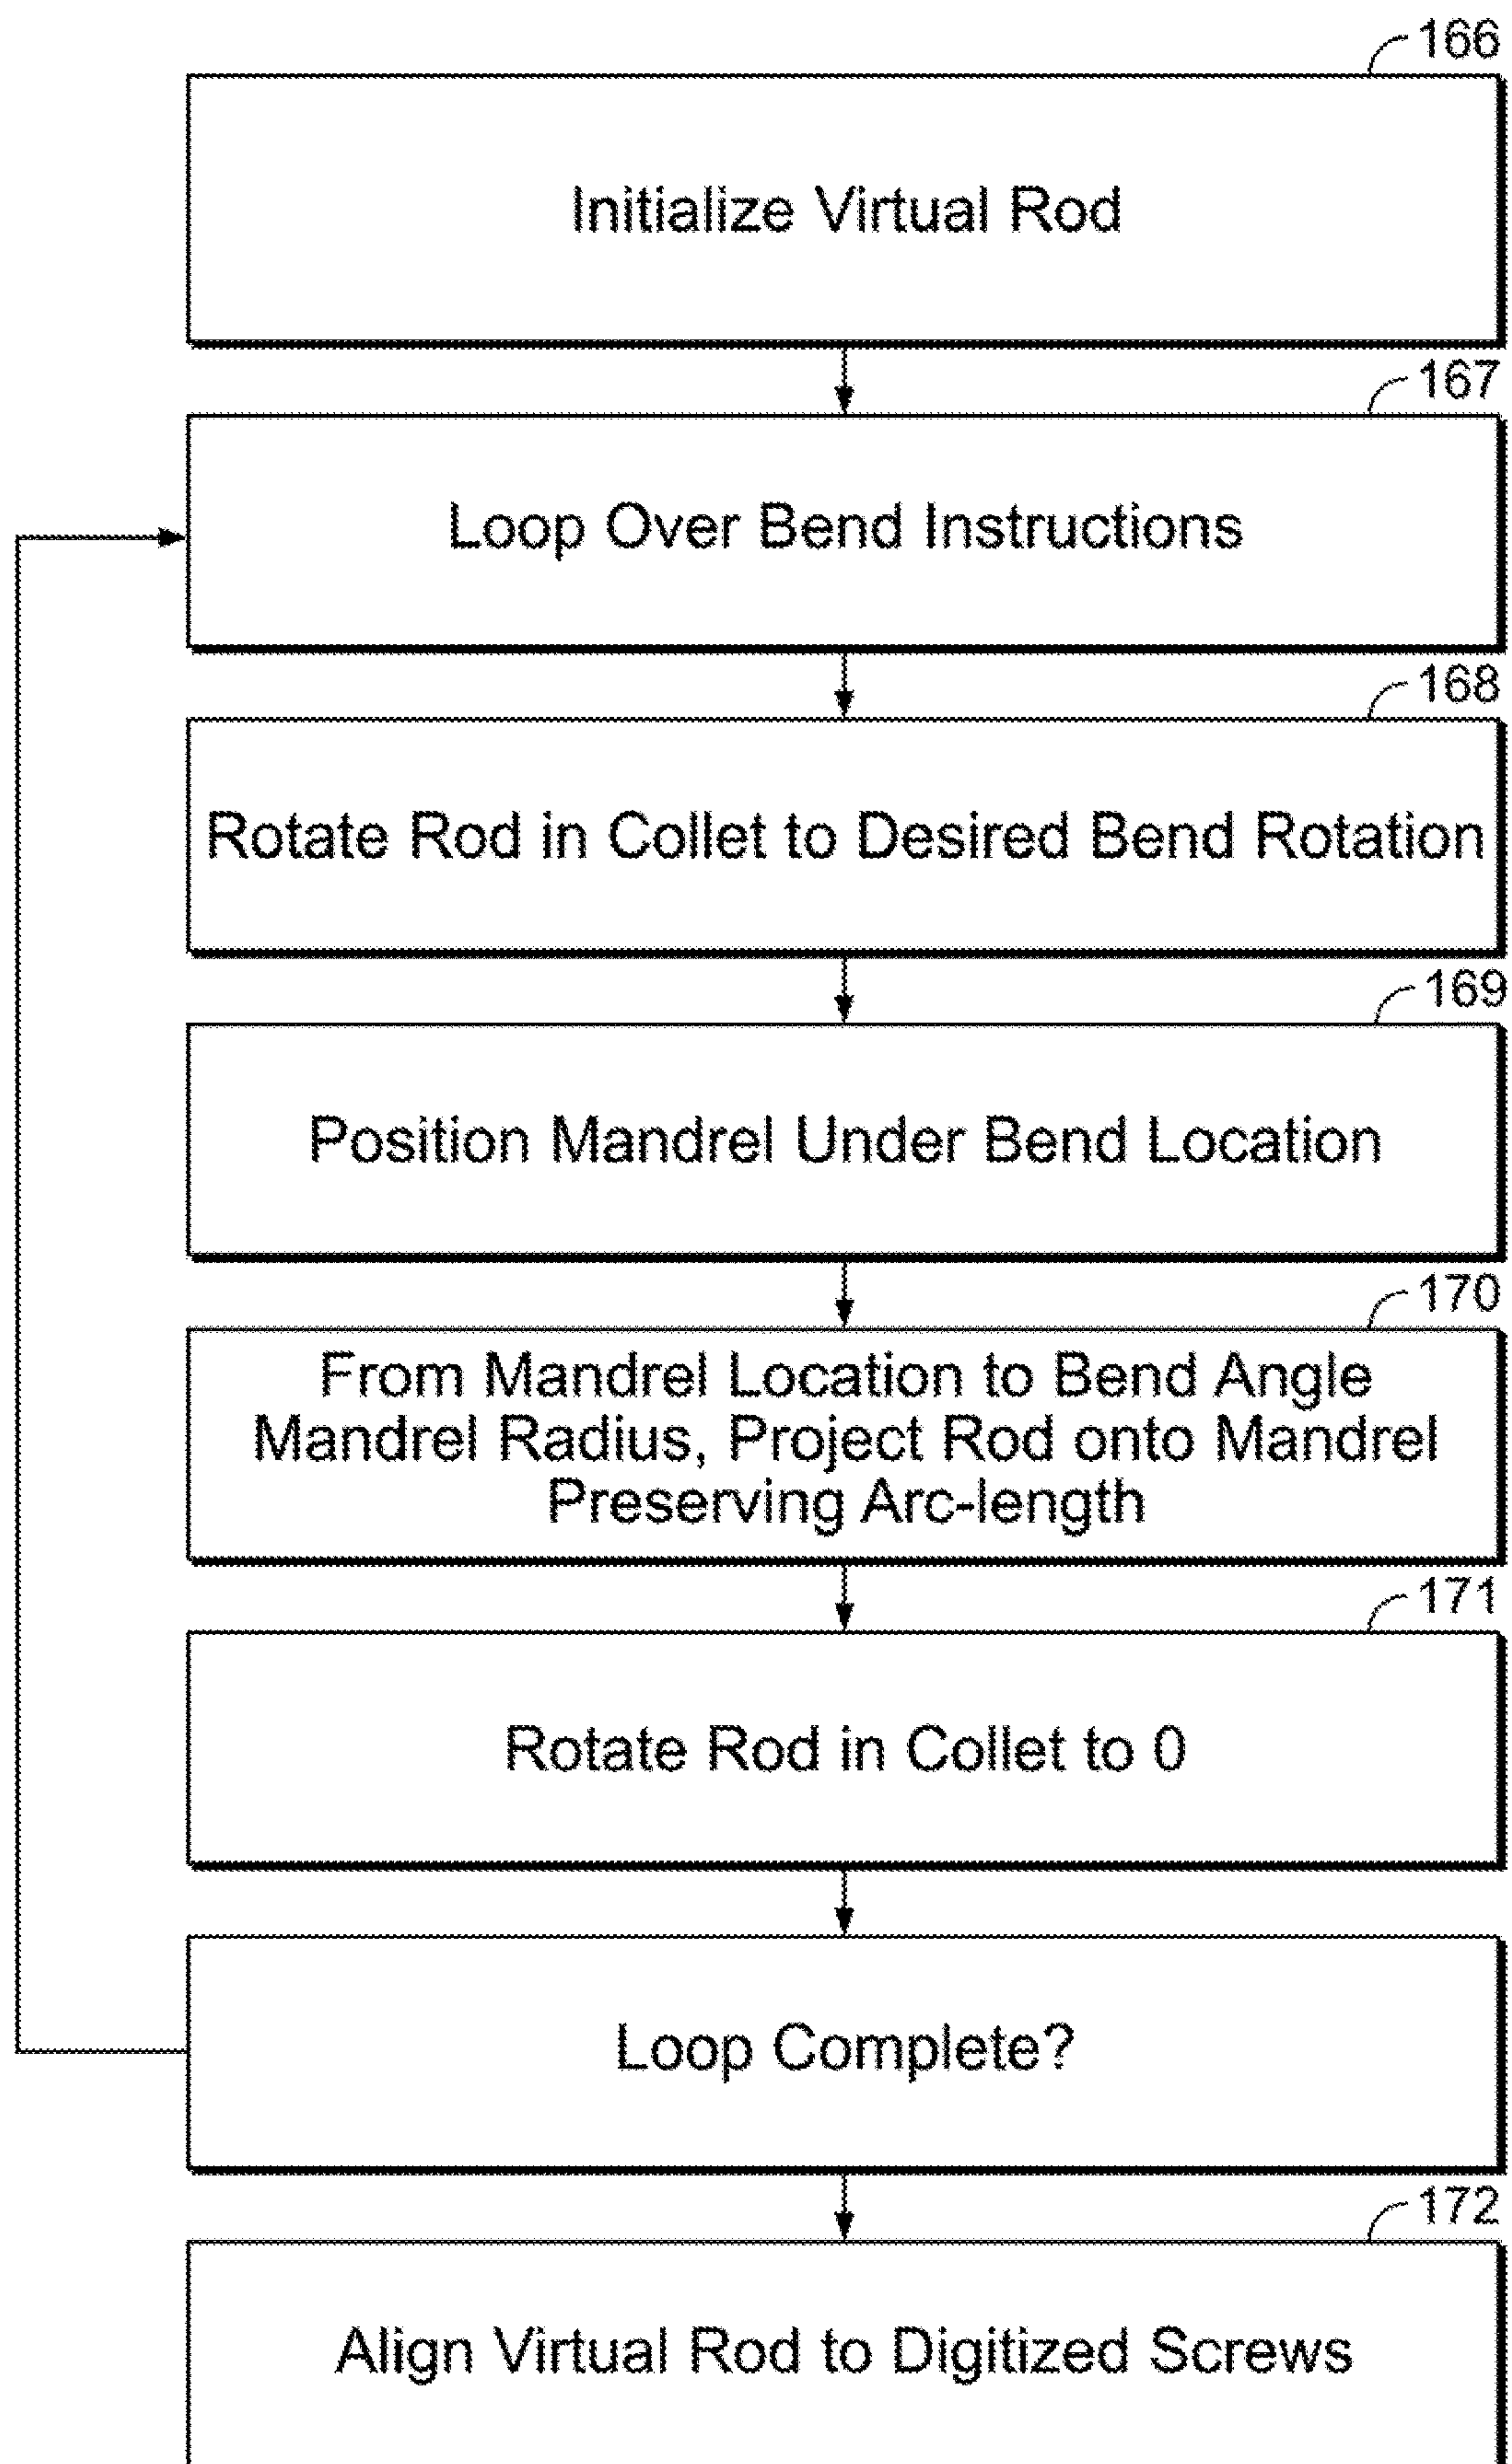 166
Initialize Virtual Rod
167
Loop Over Bend Instructions
168
Rotate Rod in Collet to Desired Bend Rotation
169
Position Mandrel Under Bend Location
170
From Mandrel Location to Bend Angle
Mandrel Radius, Project Rod onto Mandrel
Preserving Arc-length
171
Rotate Rod in Collet to 0
Loop Complete?
172
Align Virtual Rod to Digitized Screws